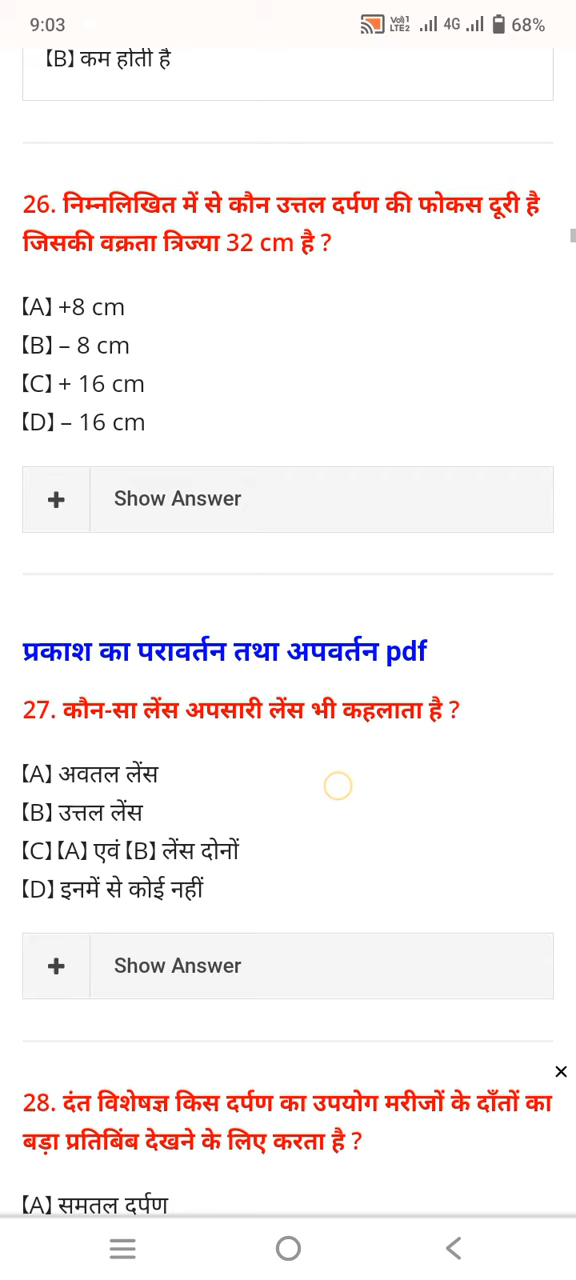 9:03 Vo)) LTE2 4G 68%
【B】 कम होती है
26. निम्नलिखित में से कौन उत्तल दर्पण की फोकस दूरी है
जिसकी वक्रता त्रिज्या 32 cm है ?
【A】 +8 cm
【B】 – 8 cm
【C】 + 16 cm
【D】 – 16 cm
+ Show Answer
प्रकाश का परावर्तन तथा अपवर्तन pdf
27. कौन-सा लेंस अपसारी लेंस भी कहलाता है ?
【A】 अवतल लेंस
【B】 उत्तल लेंस
【C】【A】 एवं 【B】 लेंस दोनों
【D】 इनमें से कोई नहीं
+ Show Answer
×
28. दंत विशेषज्ञ किस दर्पण का उपयोग मरीजों के दाँतों का
बड़ा प्रतिबिंब देखने के लिए करता है ?
【A】 समतल दर्पण